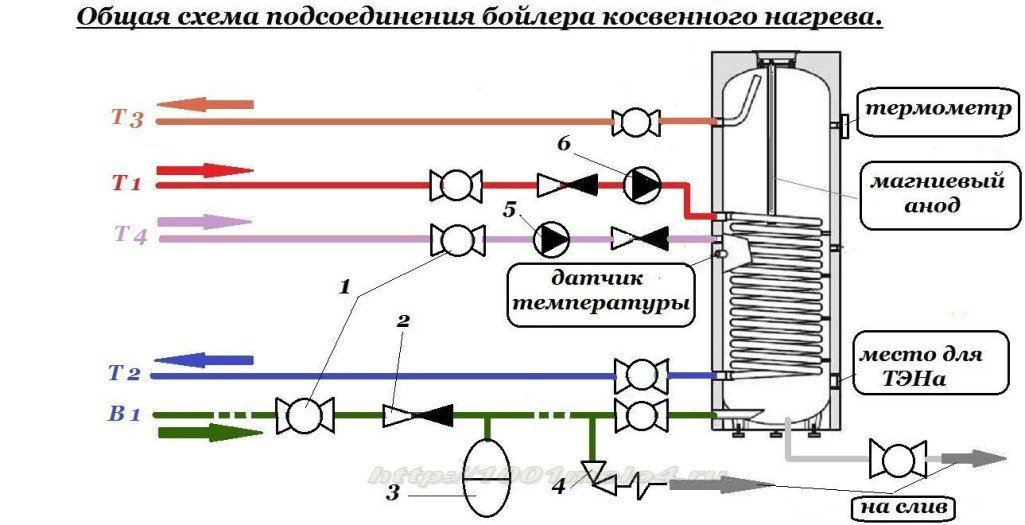 Общая схема подсоединения бойлера косвенного нагрева.
Т 3
термометр
6
Т 1
магниевый
анод
5
Т 4
датчик
температуры
1
2
Т 2
место для
ТЭНа
В 1
3
4
на слив